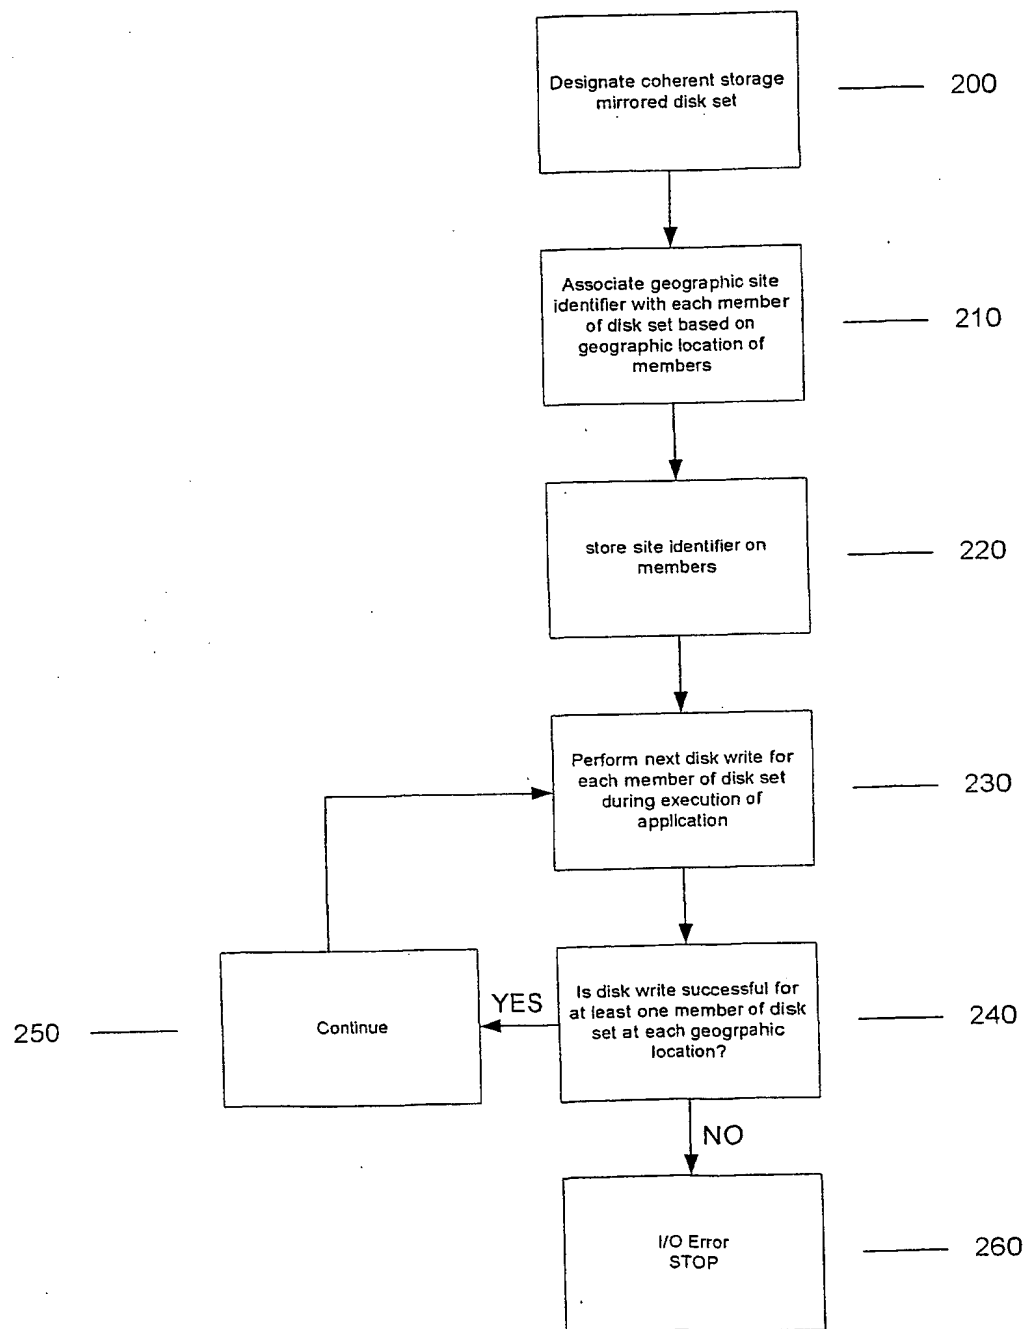 Designate coherent storage
mirrored disk set
200
Associate geographic site
identifier with each member
of disk set based on
geographic location of
members
210
store site identifier on
members
220
Perform next disk write for
each member of disk set
during execution of
application
230
Is disk write successful for
at least one member of disk
set at each geogrpahic
location?
240
YES
Continue
250
NO
I/O Error
STOP
260